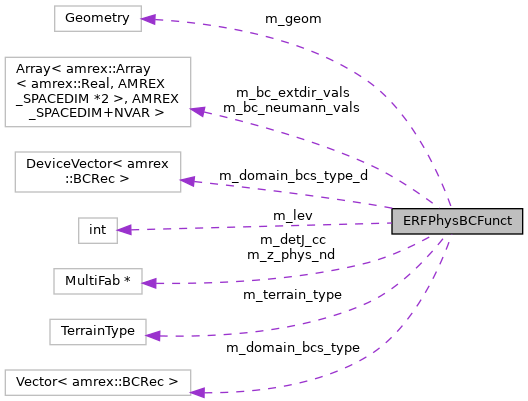 Geometry
m_geom
Array< amrex::Array
< amrex::Real, AMREX
_SPACEDIM *2 >, AMREX
_SPACEDIM+NVAR >
m_bc_extdir_vals
m_bc_neumann_vals
DeviceVector< amrex
::BCRec >
m_domain_bcs_type_d
ERFPhysBCFunct
int
m_lev
MultiFab *
m_detJ_cc
m_z_phys_nd
TerrainType
m_terrain_type
Vector< amrex::BCRec >
m_domain_bcs_type